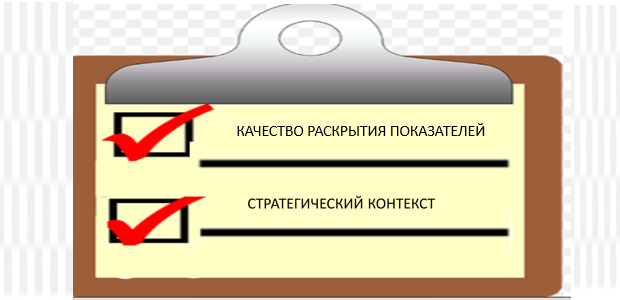 КАЧЕСТВО РАСКРЫТИЯ ПОКАЗАТЕЛЕЙ
СТРАТЕГИЧЕСКИЙ КОНТЕКСТ